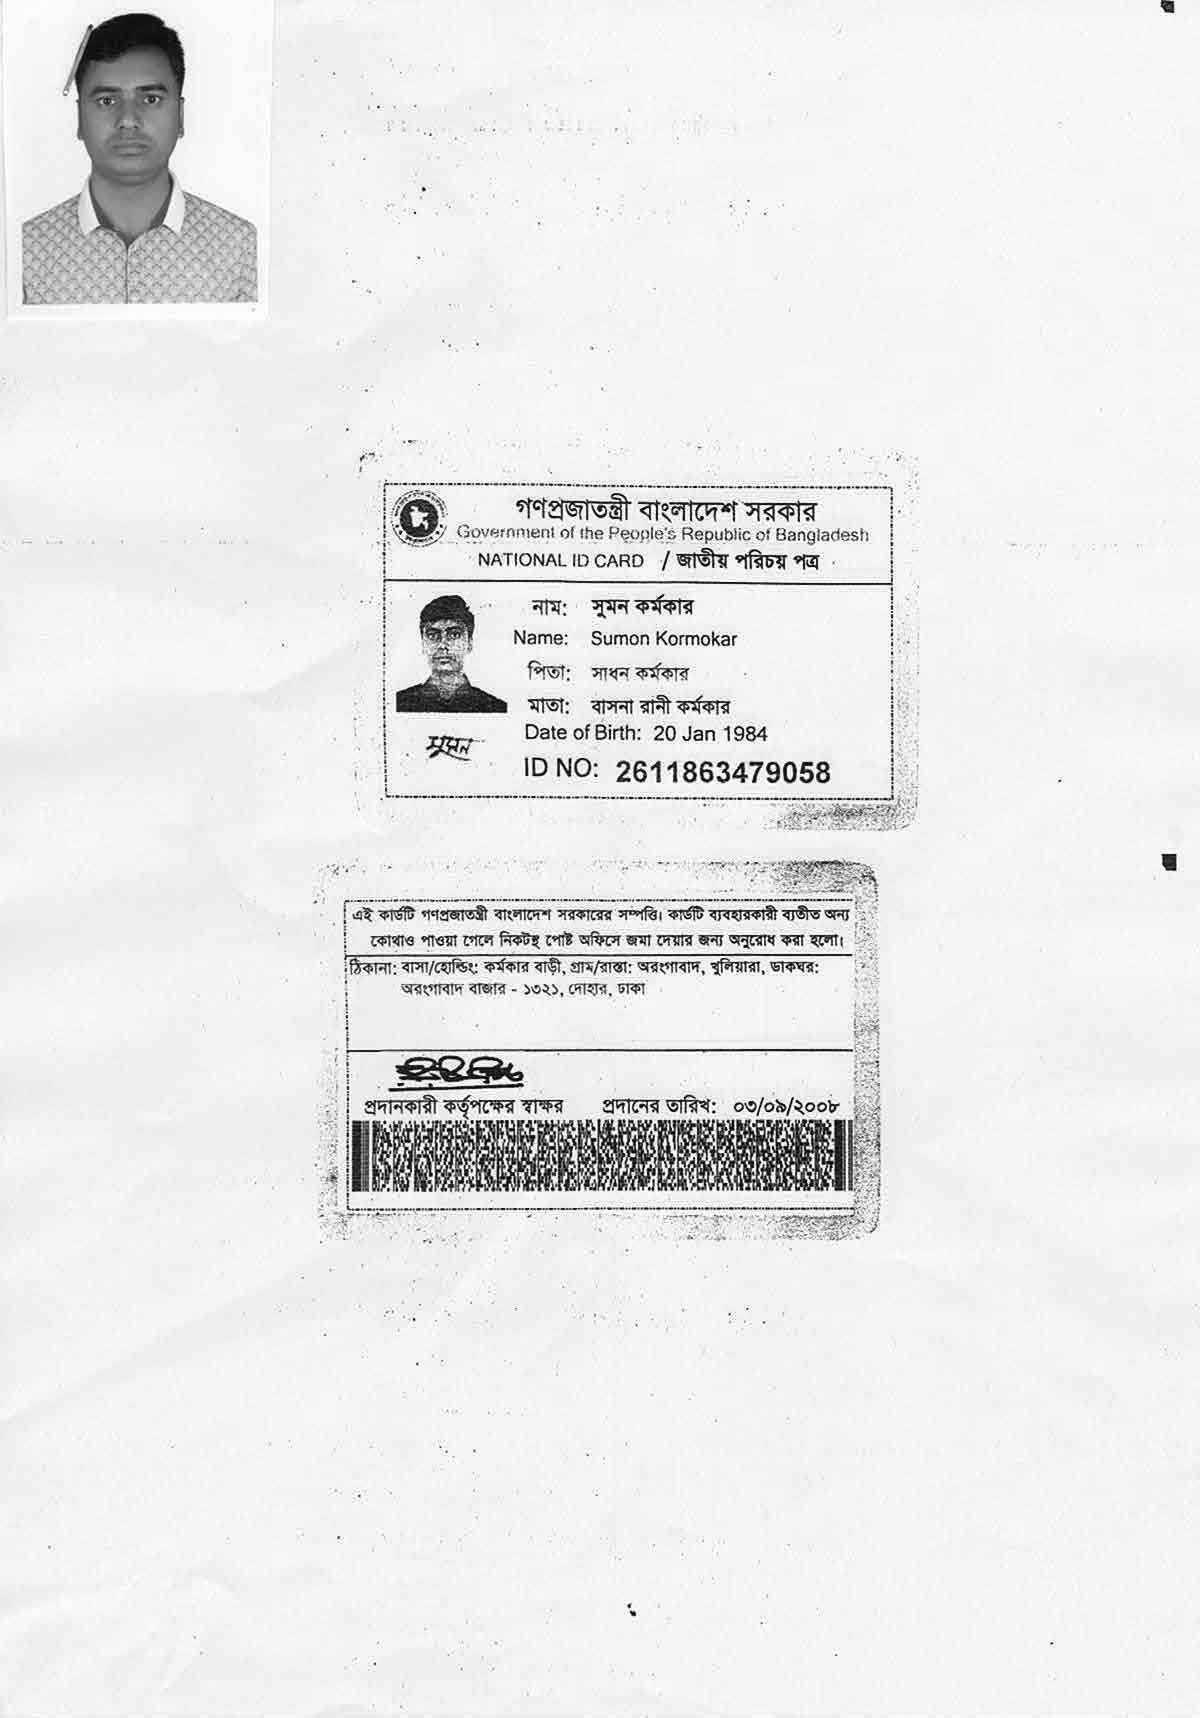 গণপ্রজাতন্ত্রী বাংলাদেশ সরকার
Government of the People's Republic of Bangladesh
NATIONAL ID CARD / জাতীয় পরিচয় পত্র
নাম: সুমন কর্মকার
Name: Sumon Kormokar
পিতা: সাধন কর্মকার
মাতা: বাসনা রানী কর্মকার
Date of Birth: 20 Jan 1984
সুমন
ID NO: 2611863479058
এই কার্ডটি গণপ্রজাতন্ত্রী বাংলাদেশ সরকারের সম্পত্তি। কার্ডটি ব্যবহারকারী ব্যতীত অন্য
কোথাও পাওয়া গেলে নিকটস্থ পোষ্ট অফিসে জমা দেয়ার জন্য অনুরোধ করা হলো।
ঠিকানা: বাসা/হোল্ডিং: কর্মকার বাড়ী, গ্রাম/রাস্তা: অরংগাবাদ, খুলিয়ারা, ডাকঘর:
অরংগাবাদ বাজার - ১৩২১, দোহার, ঢাকা
প্রদানকারী কর্তৃপক্ষের স্বাক্ষর প্রদানের তারিখ: ০৩/০৯/২০০৮